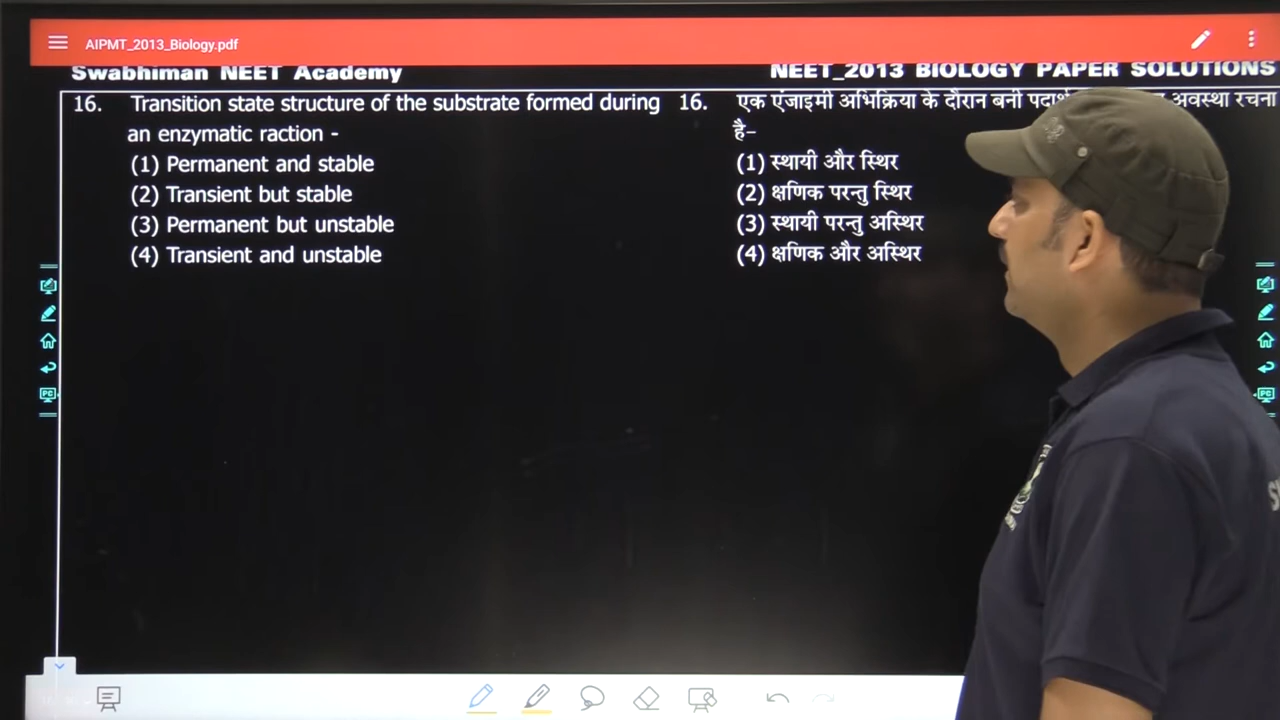 AIPMT_2013_Biology.pdf
Swabhiman NEET Academy
NEET_2013 BIOLOGY PAPER SOLUTIONS
16. Transition state structure of the substrate formed during
an enzymatic raction -
(1) Permanent and stable
(2) Transient but stable
(3) Permanent but unstable
(4) Transient and unstable
16. एक एंजाइमी अभिक्रिया के दौरान बनी अवस्था रचना
है–
(1) स्थायी और स्थिर
(2) क्षणिक परन्तु स्थिर
(3) स्थायी परन्तु अस्थिर
(4) क्षणिक और अस्थिर
PC
PC